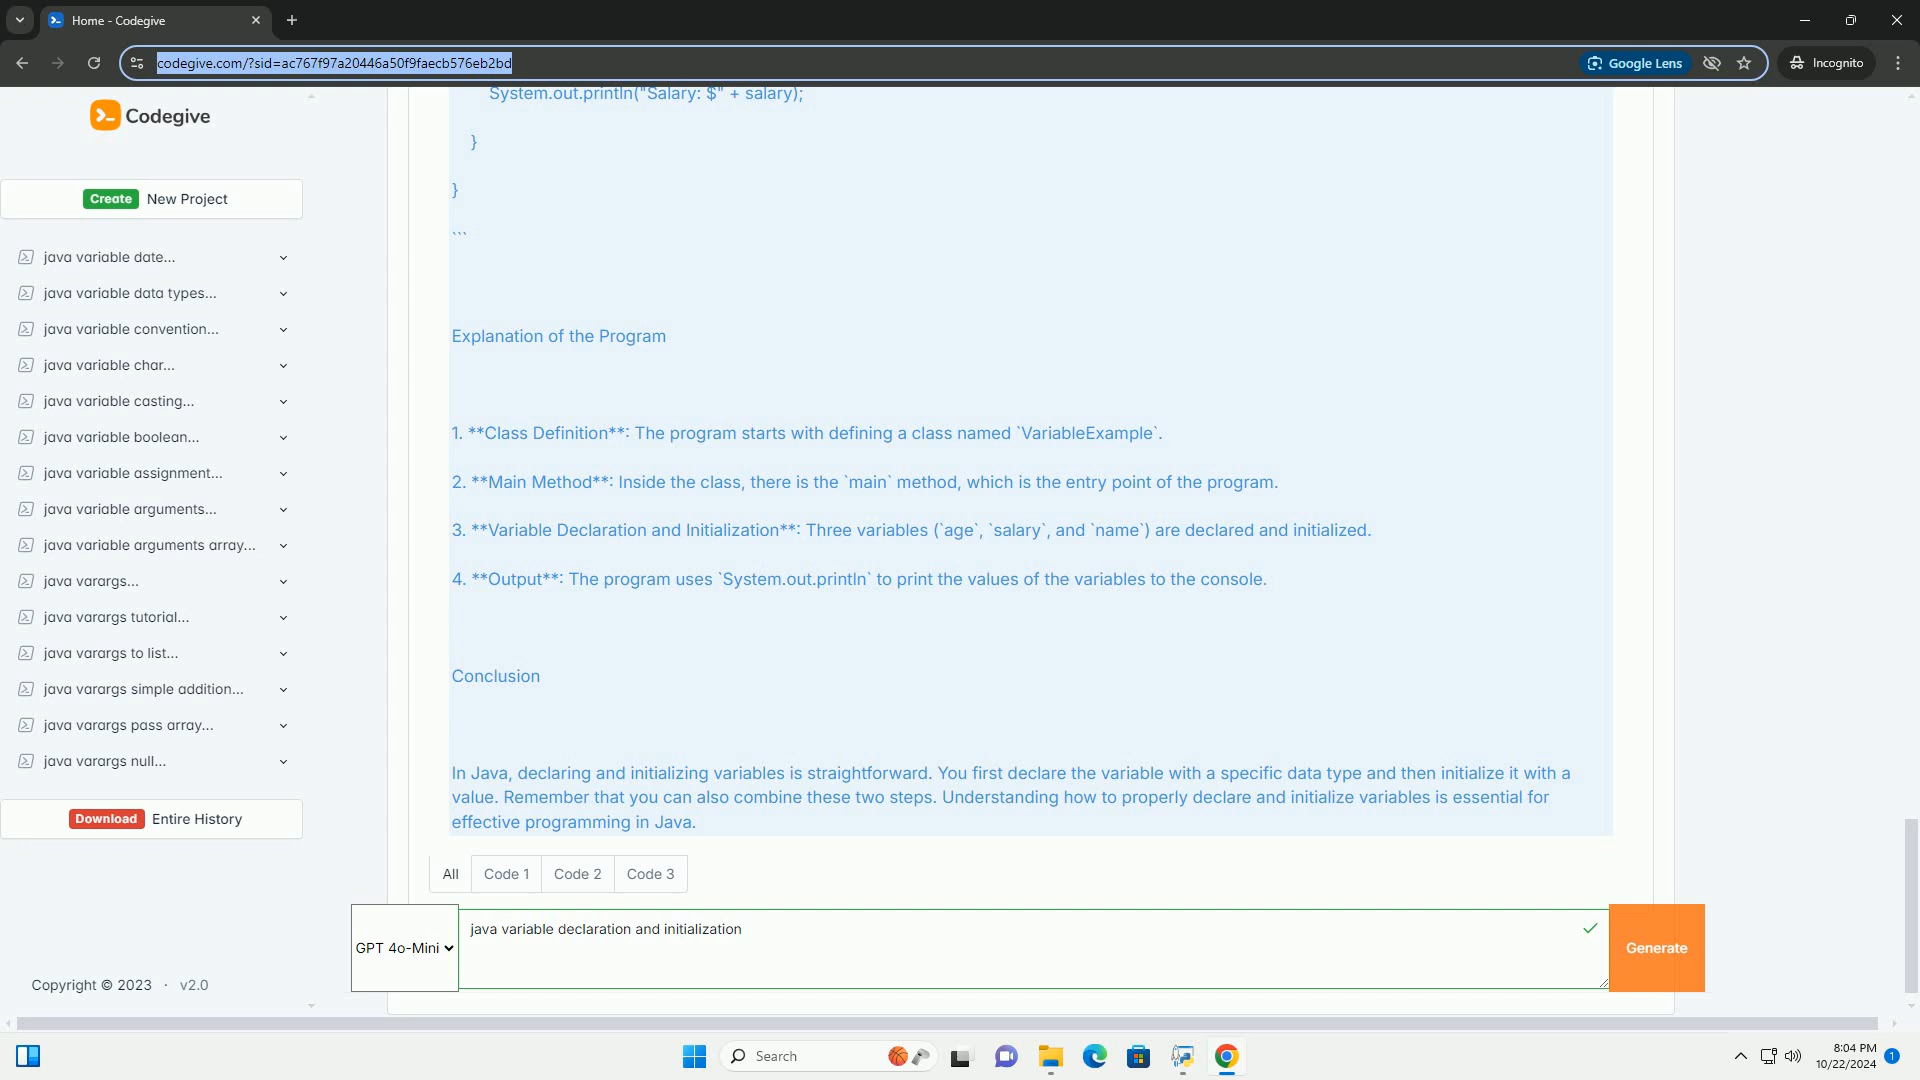 Home - Codegive
codegive.com/?sid=ac767f97a20446a50f9faecb576eb2bd
Google Lens
Incognito
Codegive
Create New Project
java variable date...
java variable data types...
java variable convention...
java variable char...
java variable casting...
java variable boolean...
java variable assignment...
java variable arguments...
java variable arguments array...
java varargs...
java varargs tutorial...
java varargs to list...
java varargs simple addition...
java varargs pass array...
java varargs null...
Download Entire History
Copyright © 2023 · v2.0
System.out.println("Salary: $" + salary);
}
}
```
Explanation of the Program
1. **Class Definition**: The program starts with defining a class named `VariableExample`.
2. **Main Method**: Inside the class, there is the `main` method, which is the entry point of the program.
3. **Variable Declaration and Initialization**: Three variables (`age`, `salary`, and `name`) are declared and initialized.
4. **Output**: The program uses `System.out.println` to print the values of the variables to the console.
Conclusion
In Java, declaring and initializing variables is straightforward. You first declare the variable with a specific data type and then initialize it with a
value. Remember that you can also combine these two steps. Understanding how to properly declare and initialize variables is essential for
effective programming in Java.
All Code 1 Code 2 Code 3
GPT 4o-Mini
java variable declaration and initialization
Generate
Search
8:04 PM
10/22/2024
1